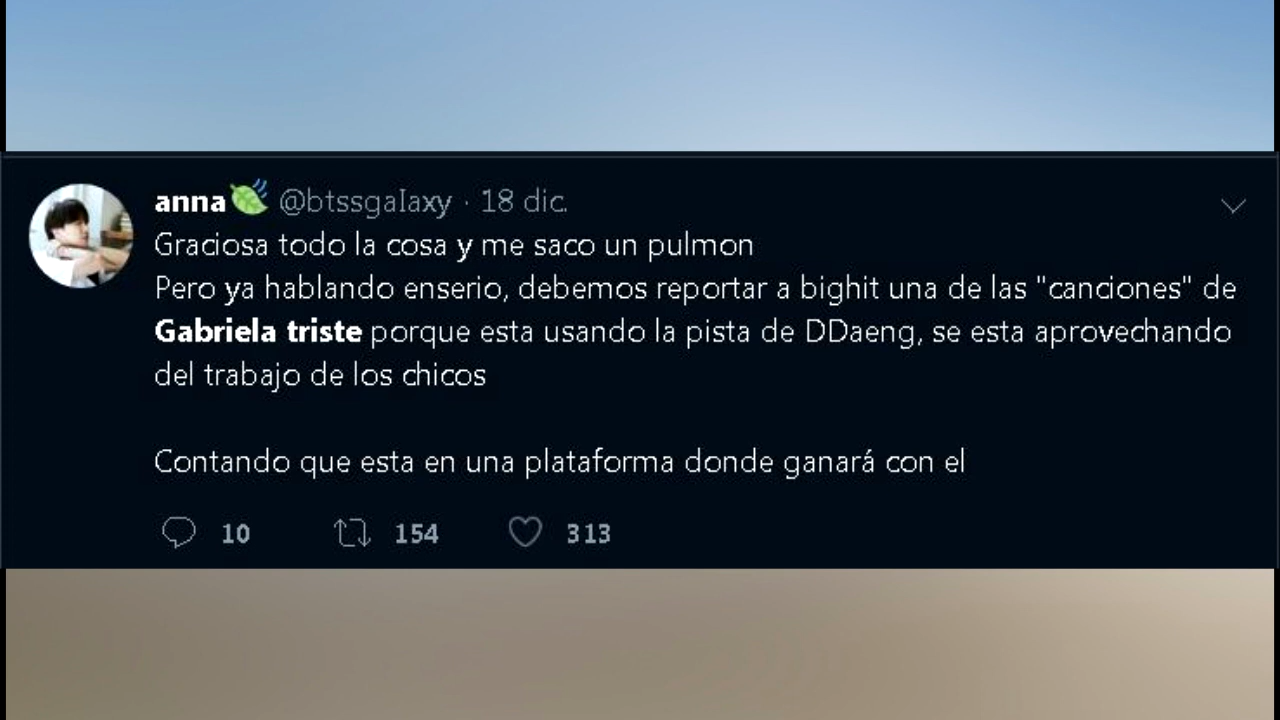 anna🍃 @btssgaIaxy · 18 dic.
Graciosa todo la cosa y me saco un pulmon
Pero ya hablando enserio, debemos reportar a bighit una de las "canciones" de
Gabriela triste porque esta usando la pista de DDaeng, se esta aprovechando
del trabajo de los chicos
Contando que esta en una plataforma donde ganará con el
10 154 313